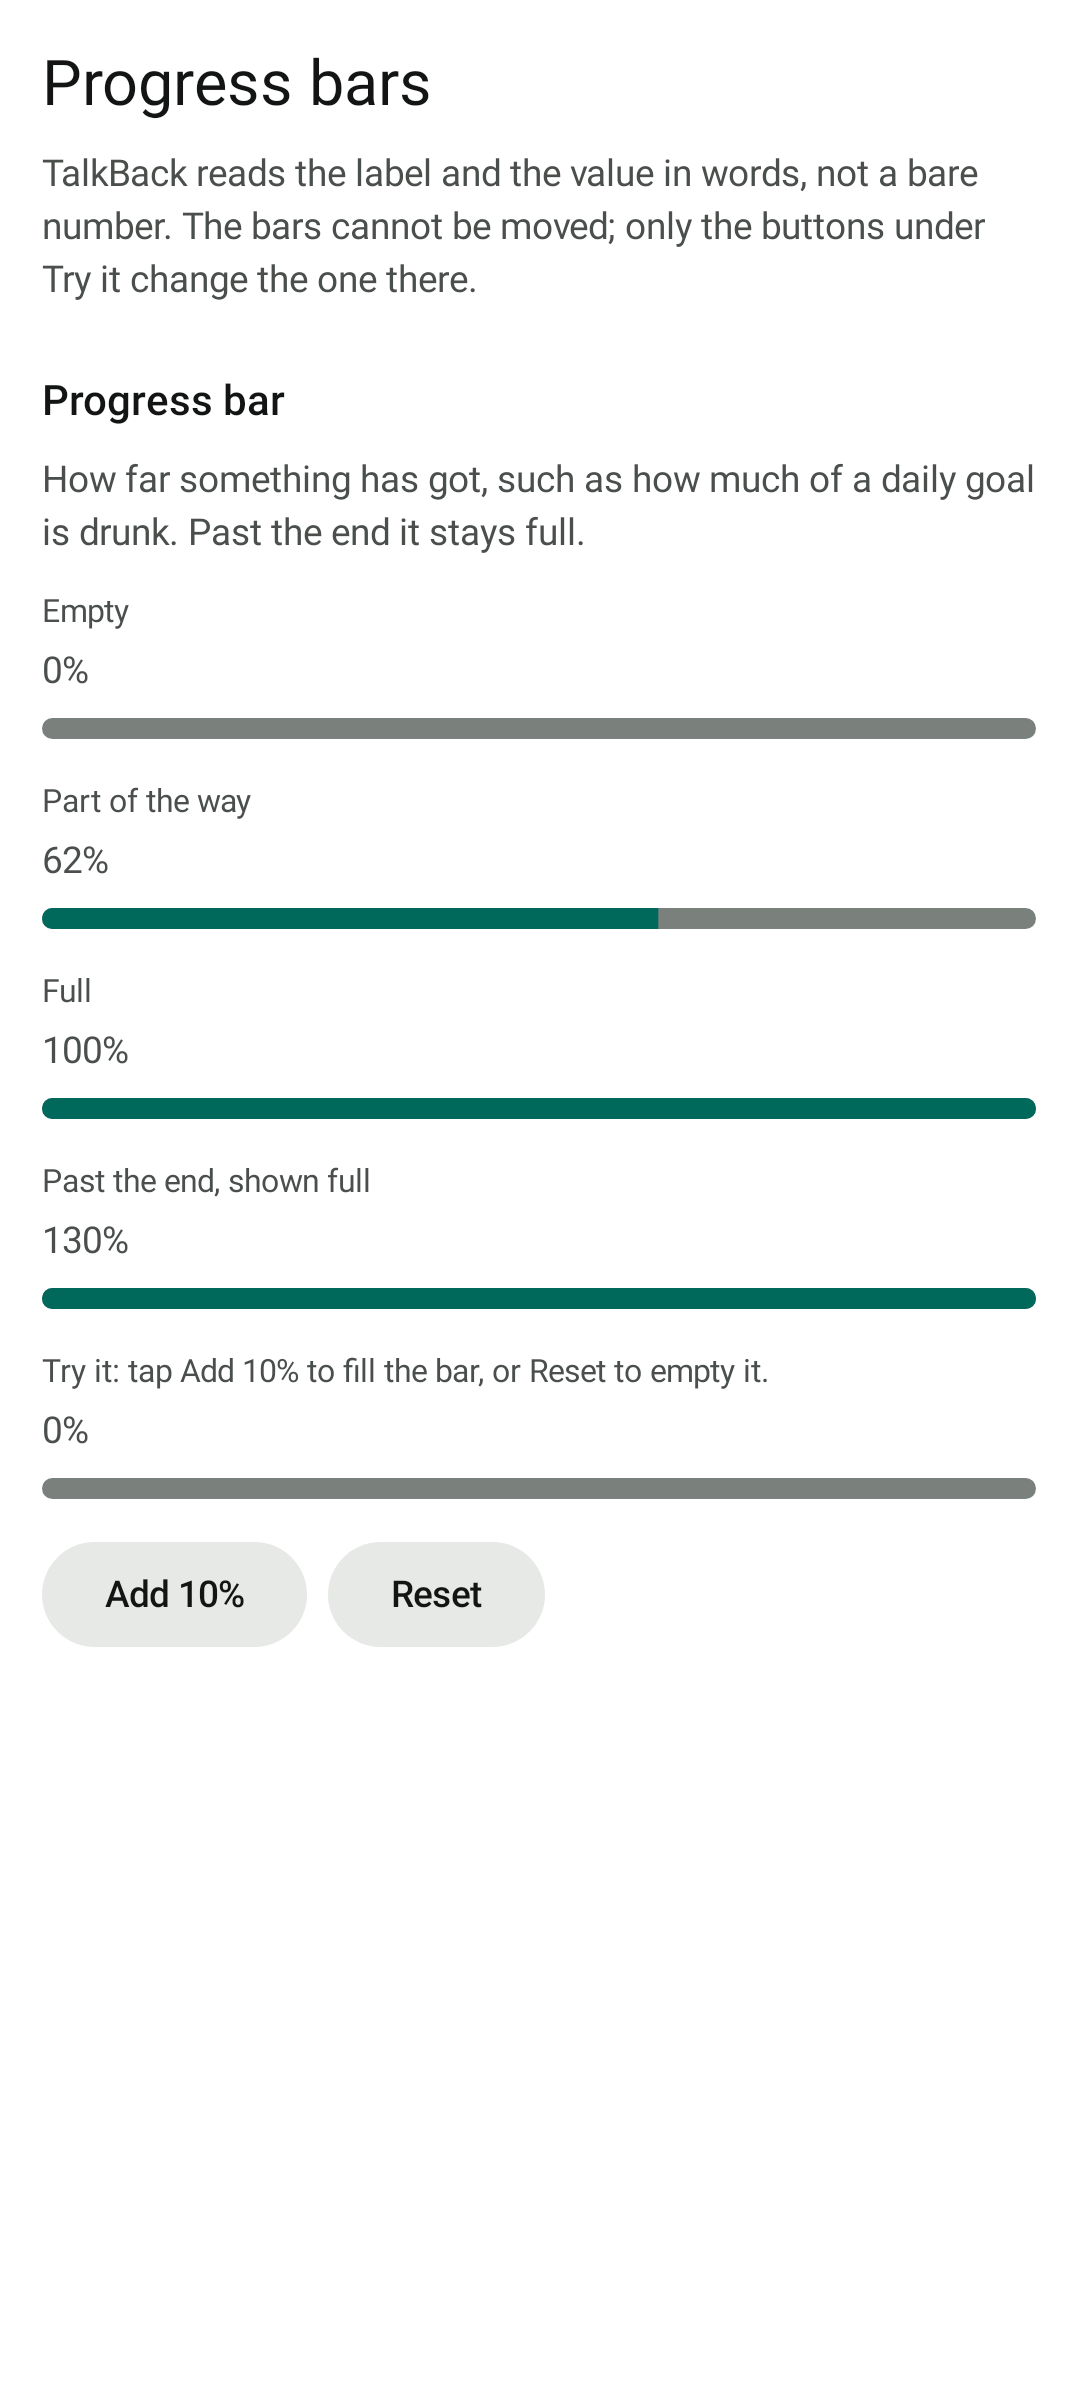 Progress bars
TalkBack reads the label and the value in words, not a bare
number. The bars cannot be moved; only the buttons under
Try it change the one there.
Progress bar
How far something has got, such as how much of a daily goal
is drunk. Past the end it stays full.
Empty
0%
Part of the way
62%
Full
100%
Past the end, shown full
130%
Try it: tap Add 10% to fill the bar, or Reset to empty it.
0%
Add 10%
Reset